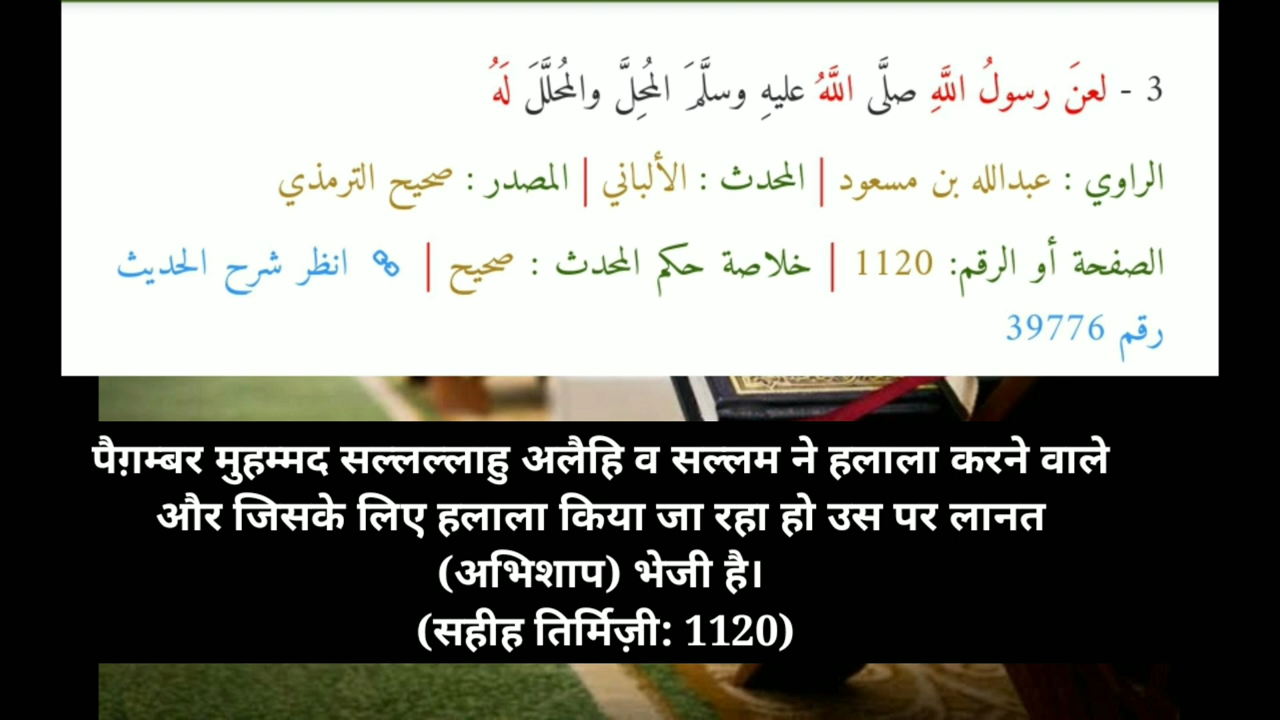 3 - لعنَ رسولُ اللَّهِ صلَّى اللَّهُ عليهِ وسلَّمَ المُحِلَّ والمُحلَّلَ لَهُ
الراوي : عبدالله بن مسعود | المحدث : الألباني | المصدر : صحيح الترمذي
الصفحة أو الرقم: 1120 | خلاصة حكم المحدث : صحيح | انظر شرح الحديث
رقم 39776
पैग़म्बर मुहम्मद सल्लल्लाहु अलैहि व सल्लम ने हलाला करने वाले
और जिसके लिए हलाला किया जा रहा हो उस पर लानत
(अभिशाप) भेजी है।
(सहीह तिर्मिज़ी: 1120)